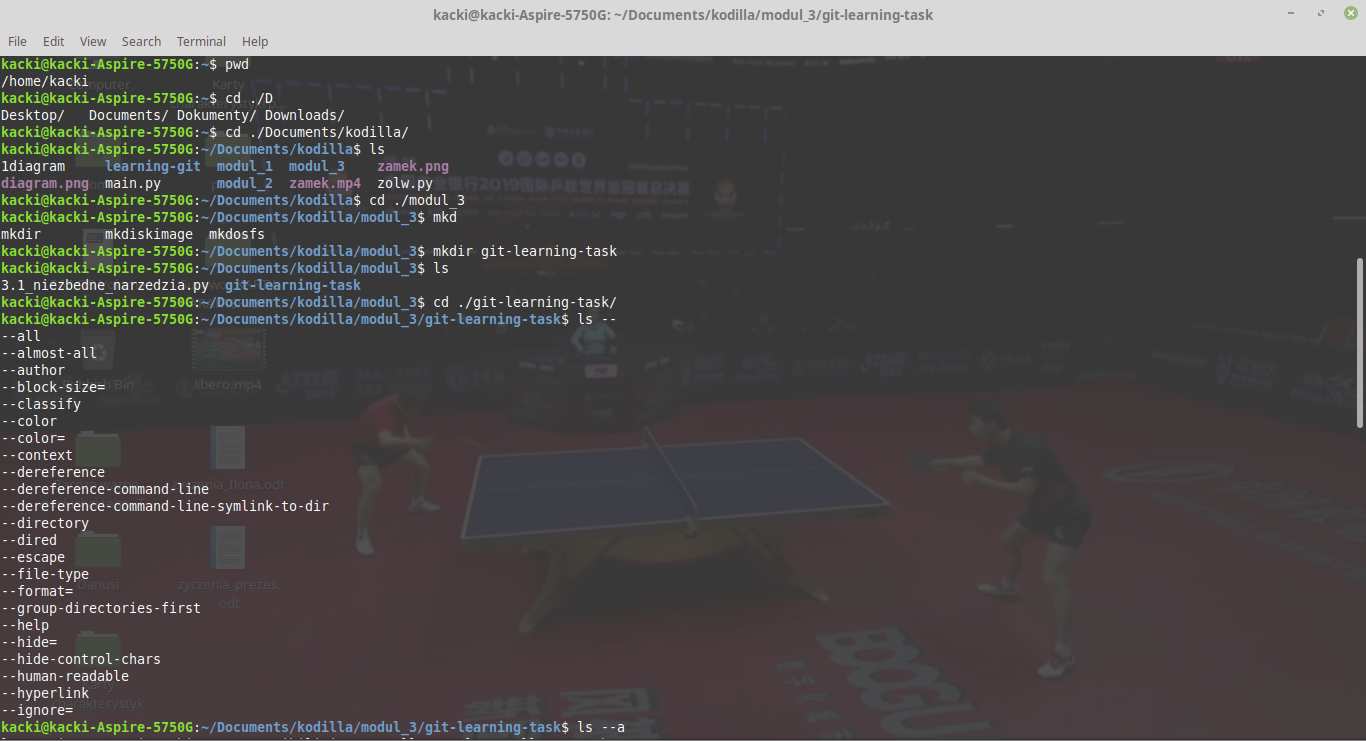 kacki@kacki-Aspire-5750G: ~/Documents/kodilla/modul_3/git-learning-task
File Edit View Search Terminal Help
kacki@kacki-Aspire-5750G:~$ pwd
/home/kacki
kacki@kacki-Aspire-5750G:~$ cd ./D
Desktop/ Documents/ Dokumenty/ Downloads/
kacki@kacki-Aspire-5750G:~$ cd ./Documents/kodilla/
kacki@kacki-Aspire-5750G:~/Documents/kodilla$ ls
1diagram learning-git modul_1 modul_3 zamek.png
diagram.png main.py modul_2 zamek.mp4 zolw.py
kacki@kacki-Aspire-5750G:~/Documents/kodilla$ cd ./modul_3
kacki@kacki-Aspire-5750G:~/Documents/kodilla/modul_3$ mkd
mkdir mkdiskimage mkdosfs
kacki@kacki-Aspire-5750G:~/Documents/kodilla/modul_3$ mkdir git-learning-task
kacki@kacki-Aspire-5750G:~/Documents/kodilla/modul_3$ ls
3.1_niezbedne_narzedzia.py git-learning-task
kacki@kacki-Aspire-5750G:~/Documents/kodilla/modul_3$ cd ./git-learning-task/
kacki@kacki-Aspire-5750G:~/Documents/kodilla/modul_3/git-learning-task$ ls --
--all
--almost-all
--author
--block-size=
--classify
--color
--color=
--context
--dereference
--dereference-command-line
--dereference-command-line-symlink-to-dir
--directory
--dired
--escape
--file-type
--format=
--group-directories-first
--help
--hide=
--hide-control-chars
--human-readable
--hyperlink
--ignore=
kacki@kacki-Aspire-5750G:~/Documents/kodilla/modul_3/git-learning-task$ ls --a
Karty
libero.mp4
Danusi
zyczenia_prezes.
odt
BOGU